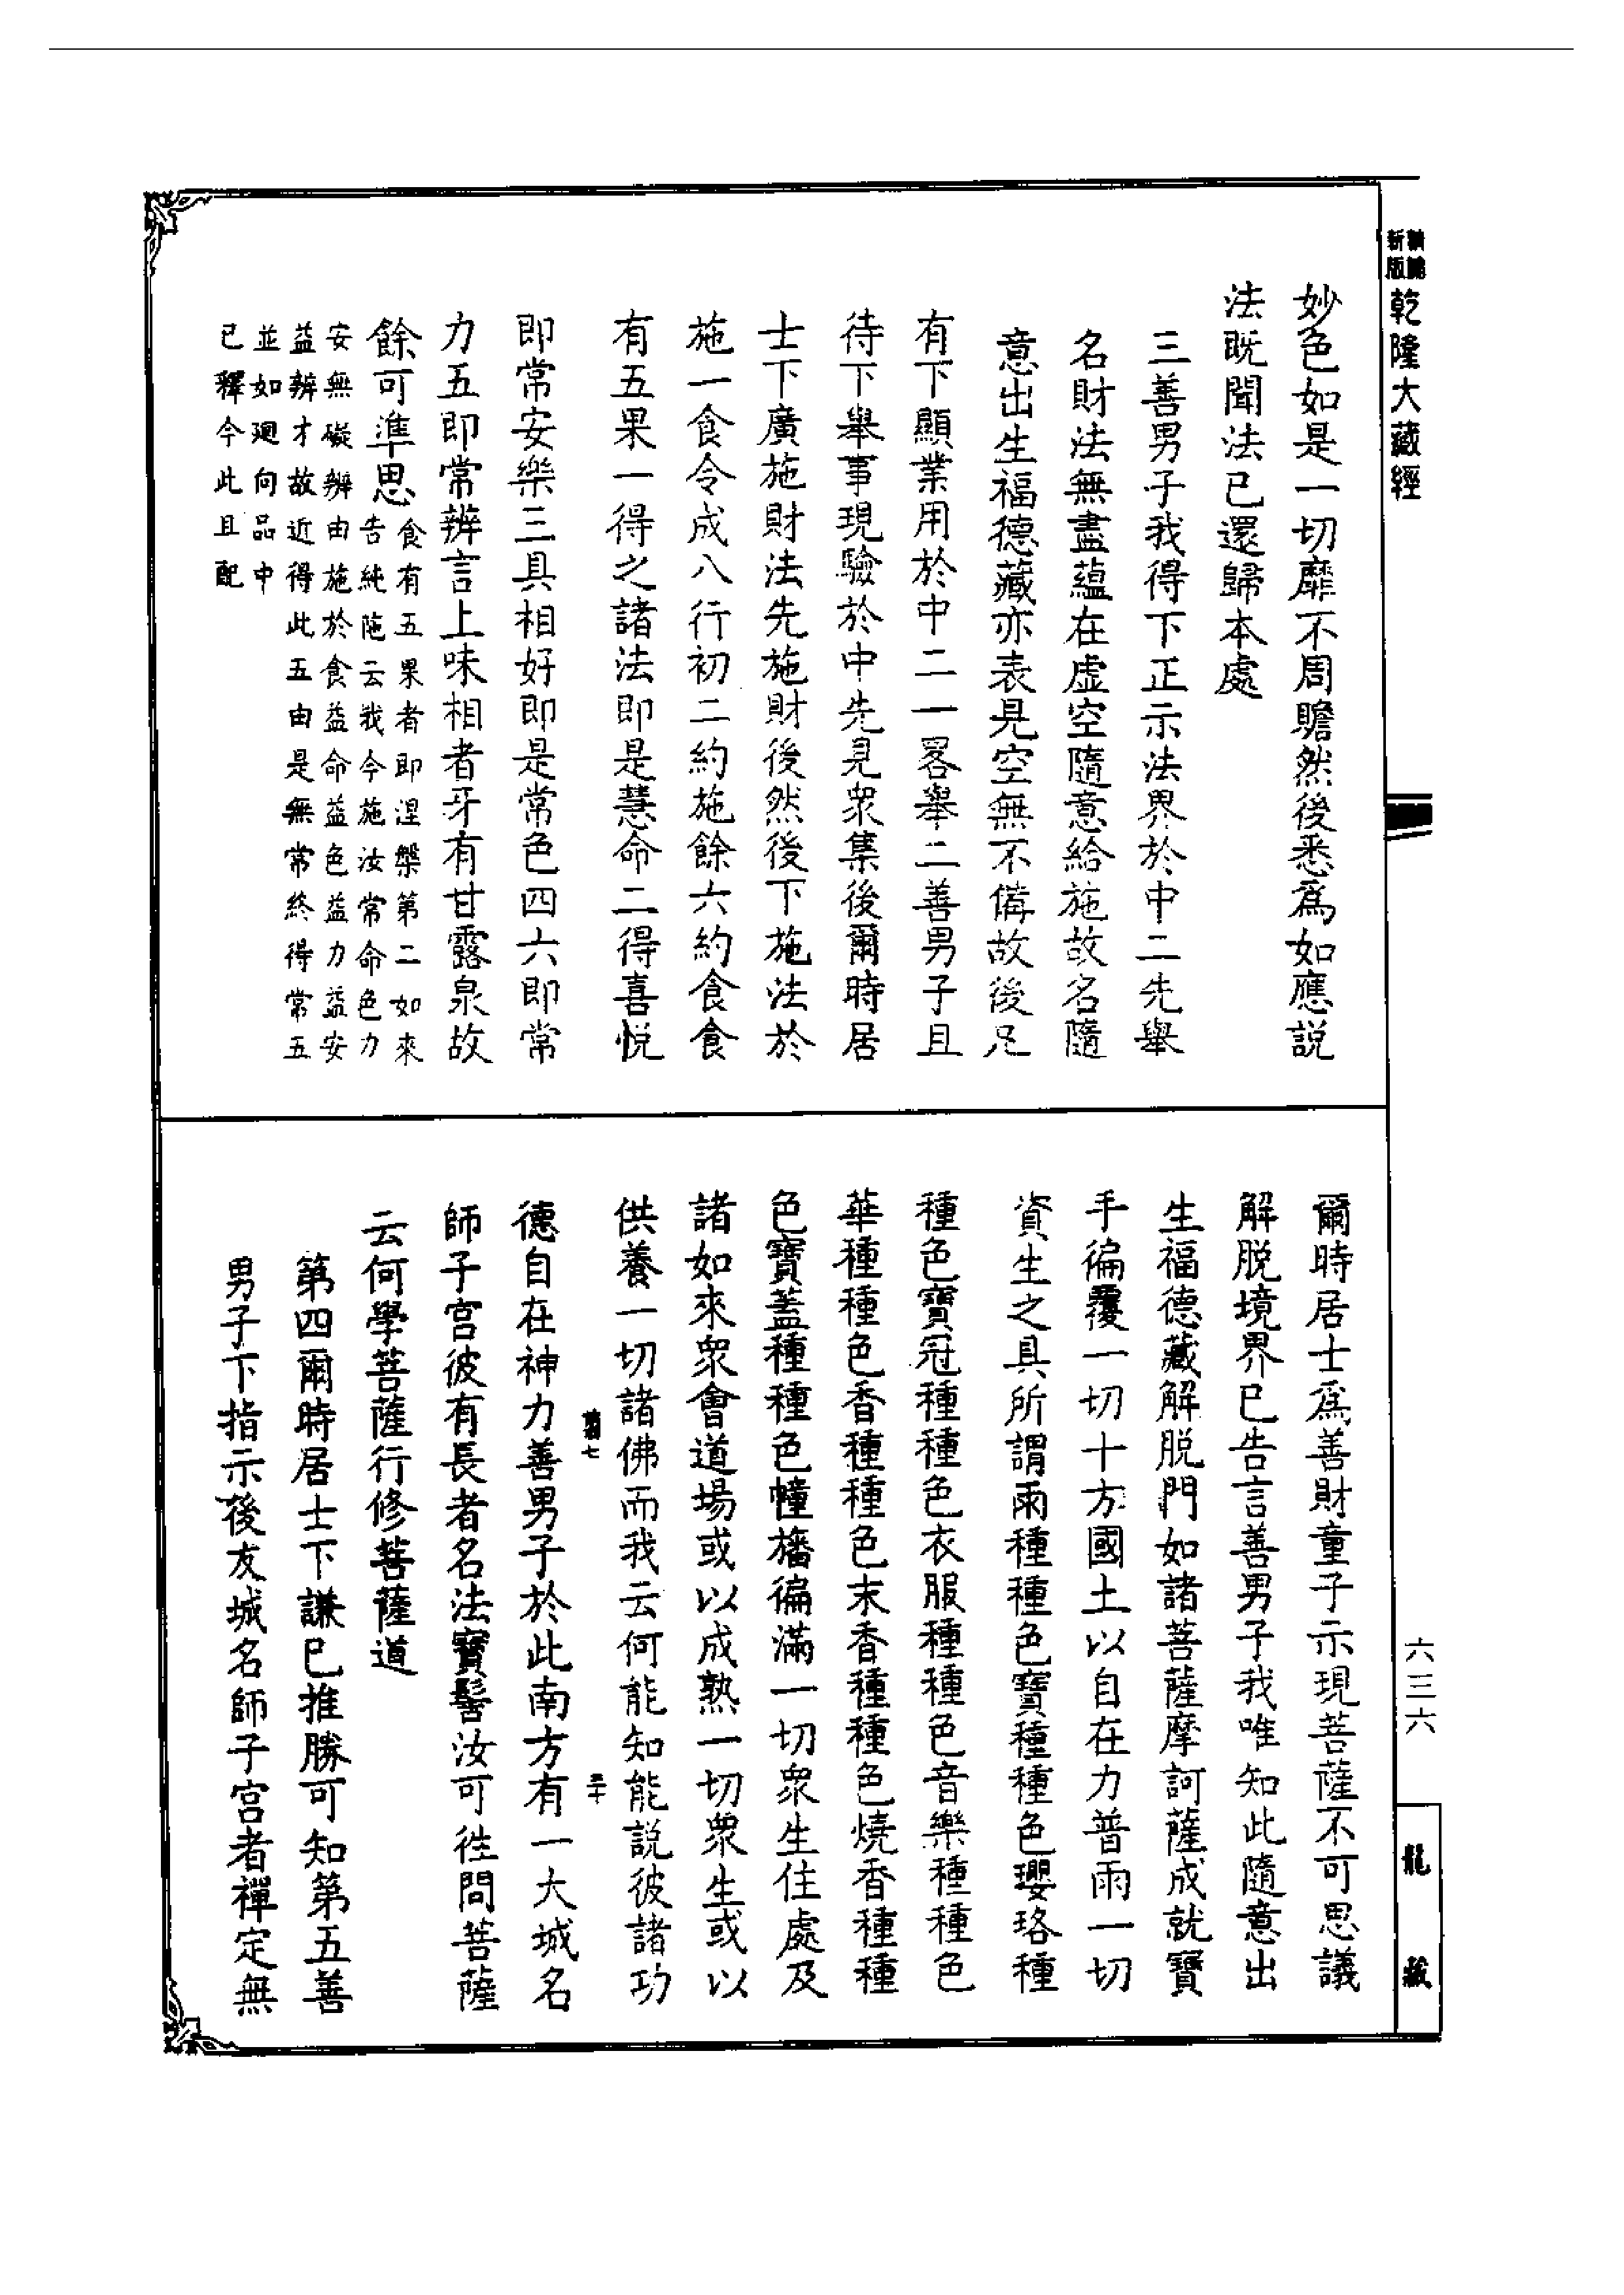 新版
乾隆大藏經
妙色如是一切靡不周贍然後悉爲如應說
法既聞法已還歸本處
三善男子我得下正示法界於中二先舉
名財法無盡蘊在虛空隨意給施故名隨
意出生福德藏亦表見空無不備故後足
有下顯業用於中二一畧舉二善男子且
待下舉事現驗於中先見衆集後爾時居
士下廣施財法先施財後然後下施法於
施一食令成八行初二約施餘六約食食
有五果一得之諸法即是慧命二得喜悅
即常安樂三具相好即是常色四六即常
力五即常辨言上味相者牙有甘露泉故
餘可準思食有五果者即涅槃第二如來
告純陁云我今施汝常命色力
安無礙辨由施於食益命益色益力益安
益辨才故近得此五由是無常終得常五
並如迴向品中
已釋今此且配
爾時居士爲善財童子示現菩薩不可思議
解脫境界已告言善男子我唯知此隨意出
生福德藏解脫門如諸菩薩摩訶薩成就寶
手徧覆一切十方國土以自在力普雨一切
資生之具所謂雨種種色寶種種色瓔珞種
種色寶冠種種色衣服種種色音樂種種色
華種種色香種種色末香種種色燒香種種
色寶蓋種種色幢旛徧滿一切衆生住處及
諸如來衆會道場或以成熟一切衆生或以
供養一切諸佛而我云何能知能說彼諸功
德自在神力善男子於此南方有一大城名
師子宮彼有長者名法寶髻汝可徃問菩薩
云何學菩薩行修菩薩道
第四爾時居士下謙已推勝可知第五善
男子下指示後友城名師子宮者禪定無
六三六
龍藏